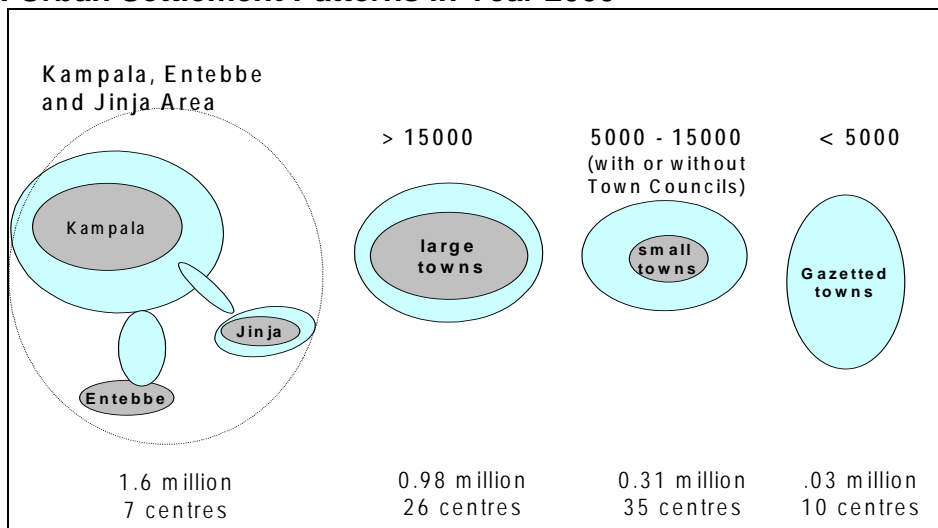 Urban Settlement Patterns in Year 2000
Kampala, Entebbe
and Jinja Area
> 15000
5000 - 15000
(with or without
Town Councils)
< 5000
Kampala
large
towns
small
towns
Gazetted
towns
Jinja
Entebbe
1.6 million
7 centres
0.98 million
26 centres
0.31 million
35 centres
.03 million
10 centres